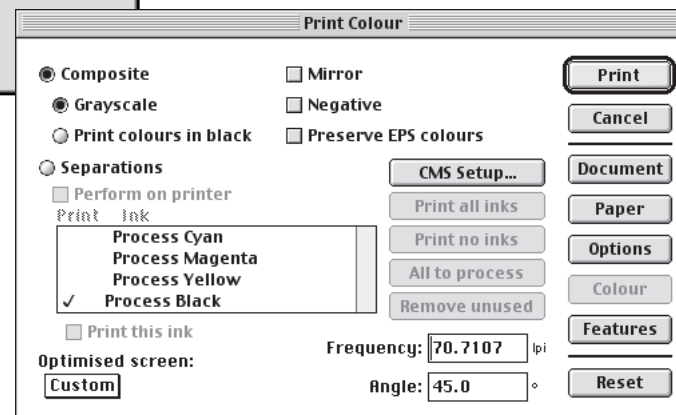 Print Colour
Composite
Grayscale
Print colours in black
Separations
Perform on printer
Print Ink
Process Cyan
Process Magenta
Process Yellow
✓ Process Black
Print this ink
Optimised screen:
Custom
Mirror
Negative
Preserve EPS colours
CMS Setup...
Print all inks
Print no inks
All to process
Remove unused
Frequency: 70.7107 lpi
Angle: 45.0 °
Print
Cancel
Document
Paper
Options
Colour
Features
Reset